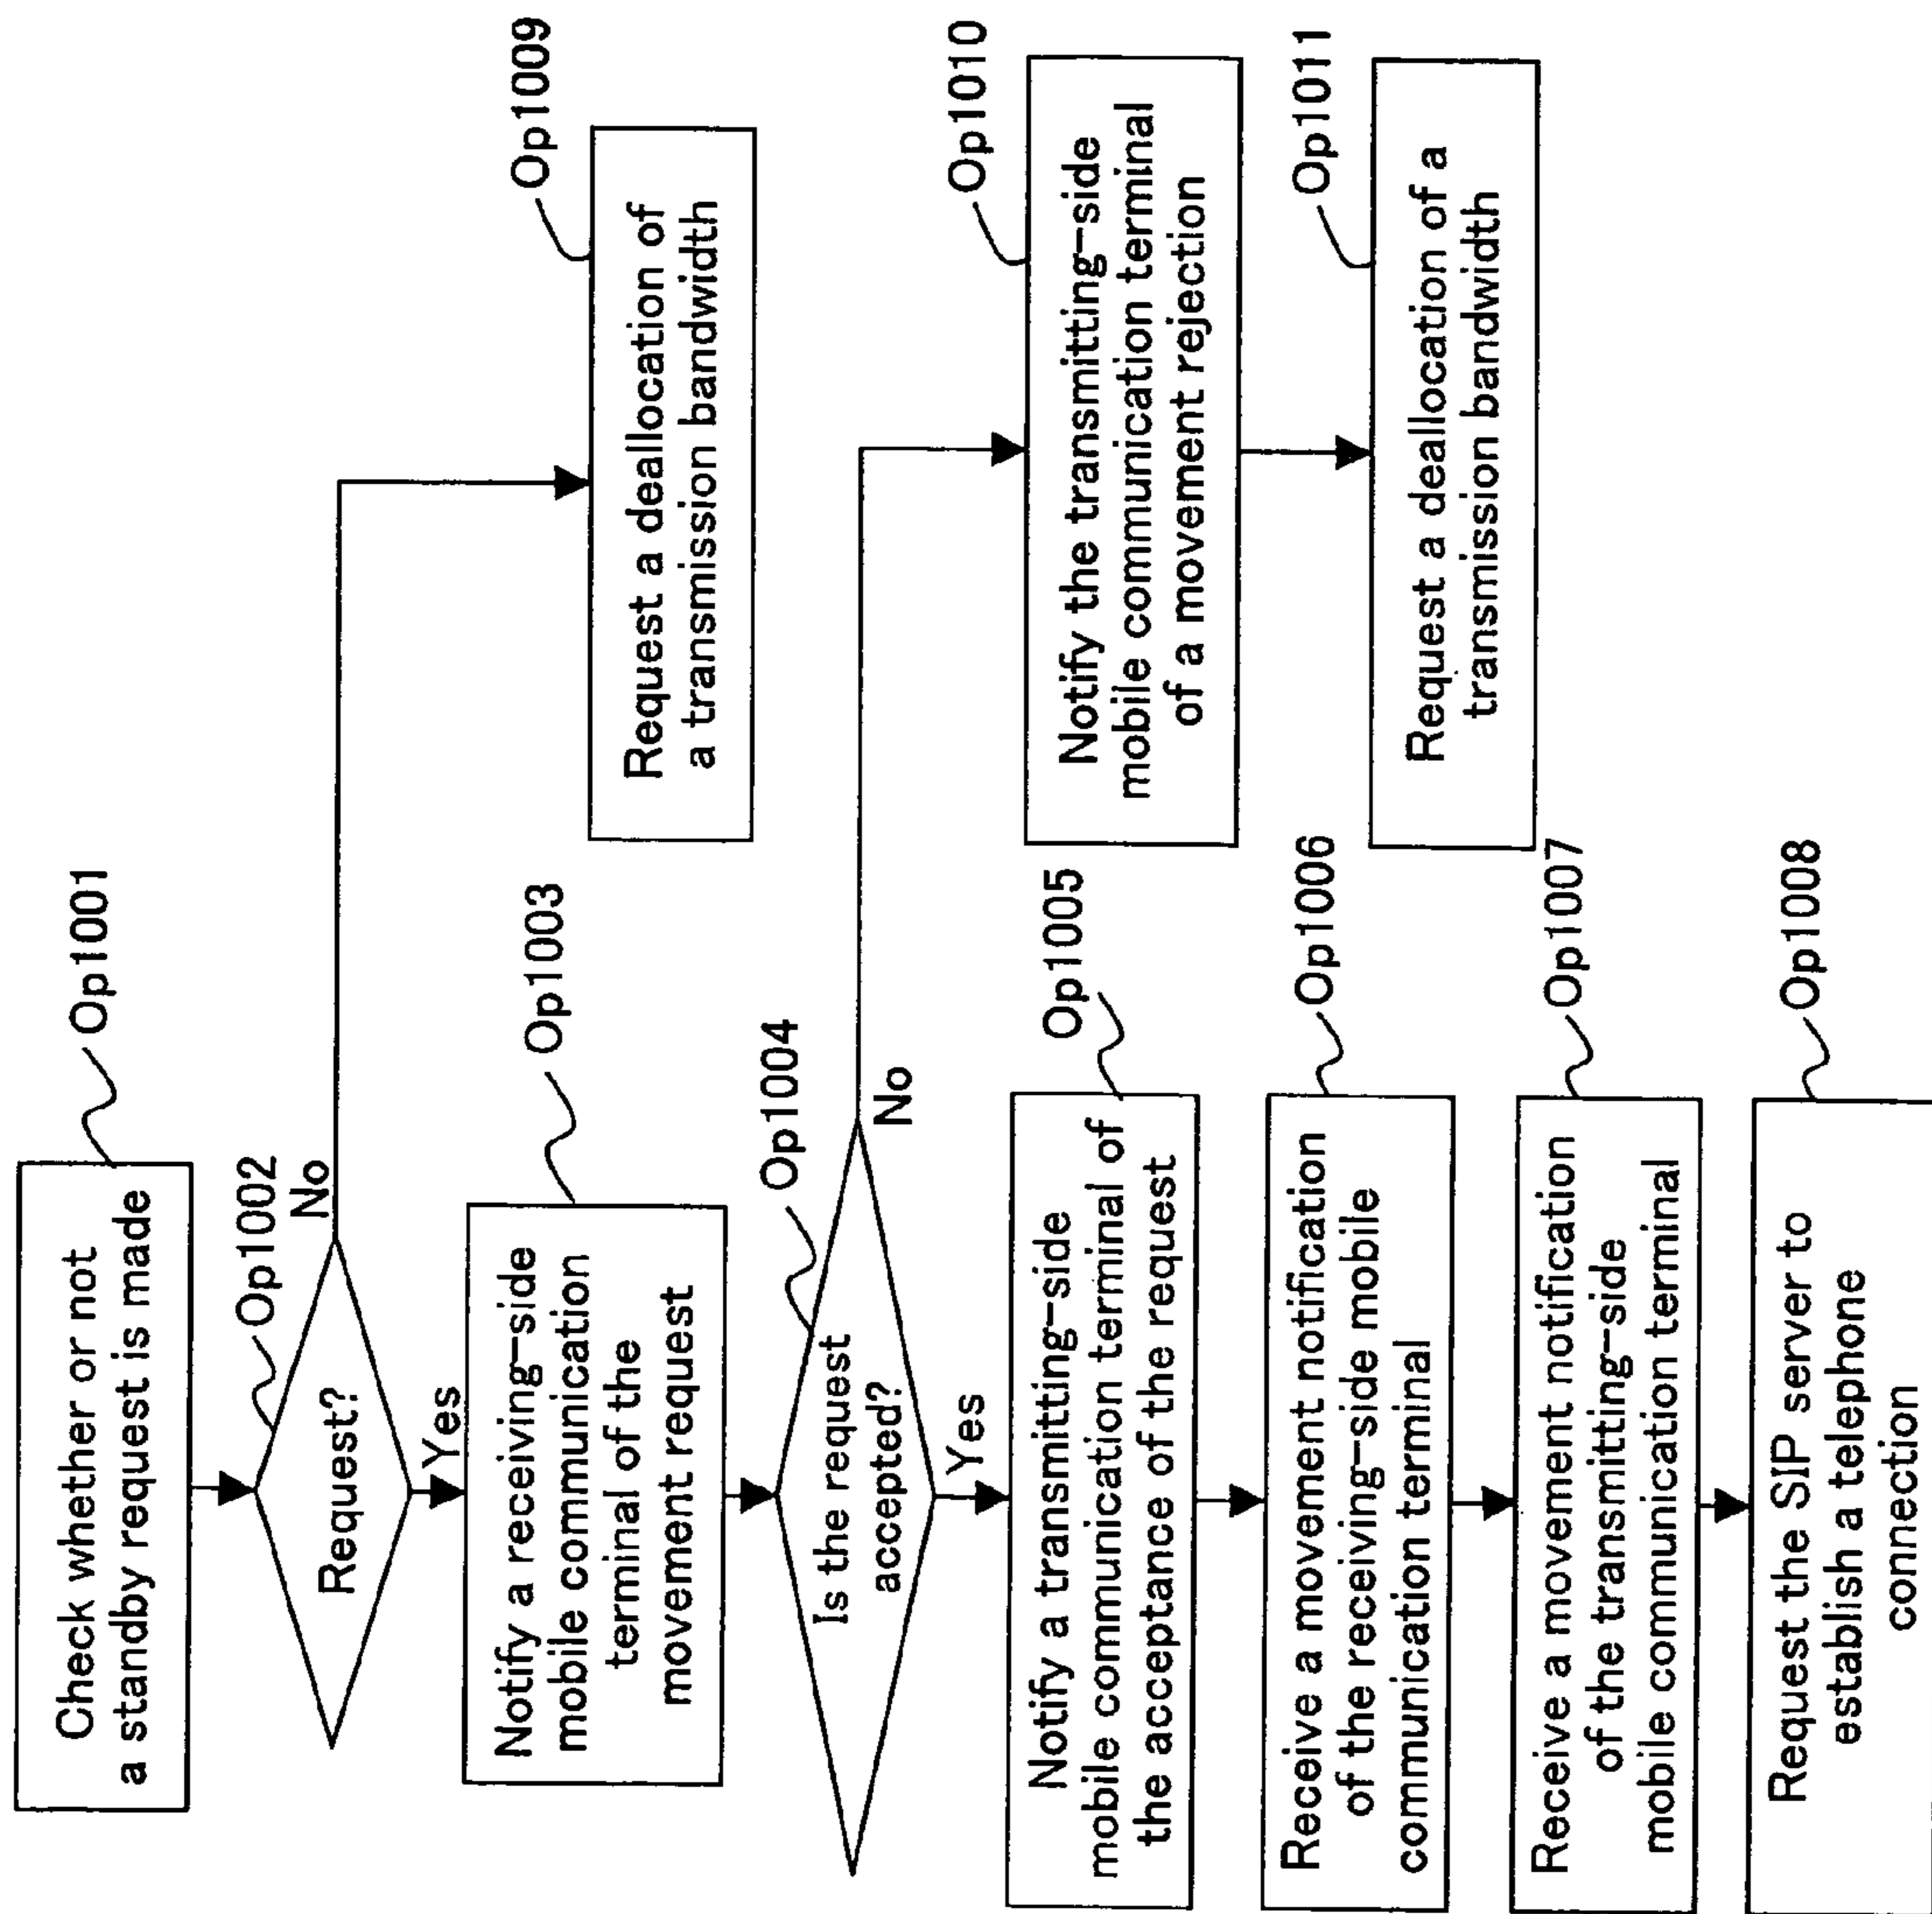 Check whether or not
a standby request is made
Op1001
Op1002
Request?
No
Yes
Notify a receiving-side
mobile communication
terminal of the
movement request
Op1003
Op1004
Is the request
accepted?
No
Yes
Notify a transmitting-side
mobile communication terminal of
the acceptance of the request
Op1005
Receive a movement notification
of the receiving-side mobile
communication terminal
Op1006
Receive a movement notification
of the transmitting-side
mobile communication terminal
Op1007
Request the SIP server to
establish a telephone
connection
Op1008
Op1009
Request a deallocation of
a transmission bandwidth
Op1010
Notify the transmitting-side
mobile communication terminal
of a movement rejection
Op1011
Request a deallocation of a
transmission bandwidth